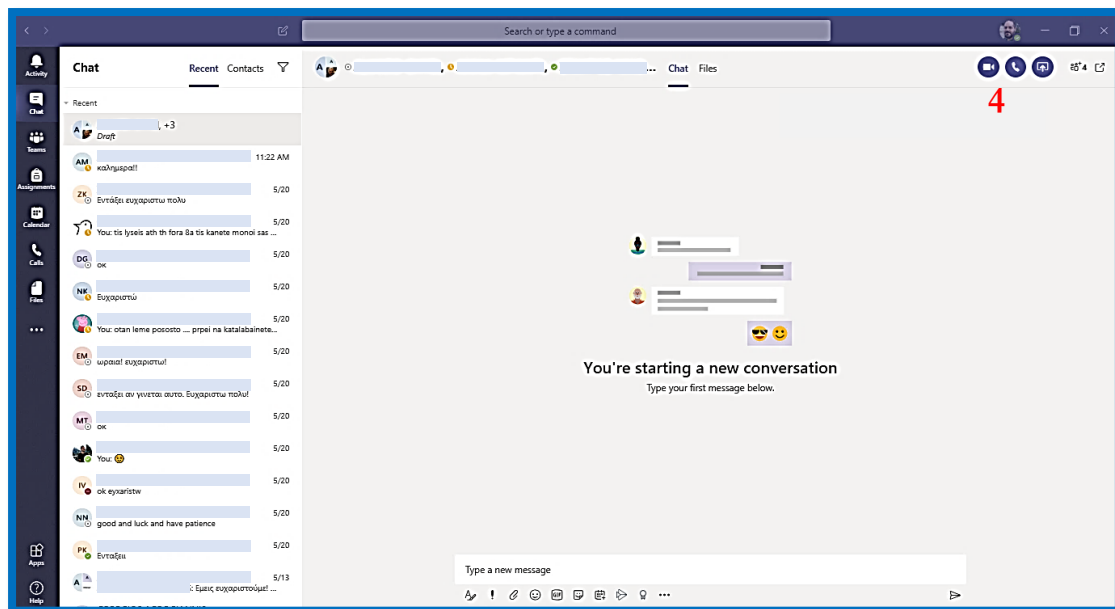 Search or type a command
Activity
Chat
Teams
Assignments
Calendar
Calls
Files
Apps
Help
Chat
Recent Contacts
Recent
, +3
Draft
AM 11:22 AM
καλημερα!!
ZK 5/20
Εντάξει ευχαριστω πολυ
5/20
You: tis lyseis ath th fora 8a tis kanete monoi sas ...
DG 5/20
οκ
NK 5/20
Ευχαριστώ
5/20
You: otan leme pososto .... prpei na katalabainete...
EM 5/20
ωραια! ευχαριστω!
SD 5/20
ενταξει αν γινεται αυτο. Ευχαριστω πολυ!
MT 5/20
οκ
5/20
You:
IV 5/20
ok eyxaristw
NN 5/20
good and luck and have patience
PK 5/20
Ενταξει
A 5/13
: Εμεις ευχαριστούμε! ...
A , , ... Chat Files
4
4
You're starting a new conversation
Type your first message below.
Type a new message
GIF